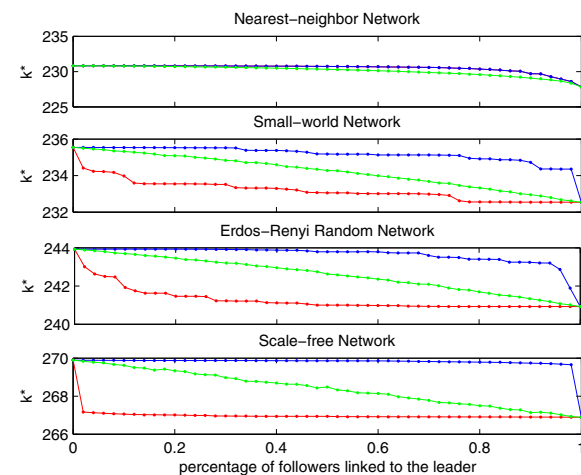 Nearest-neighbor Network
235
230
225
k*
Small-world Network
236
234
232
k*
Erdos-Renyi Random Network
244
242
240
k*
Scale-free Network
270
268
266
k*
0 0.2 0.4 0.6 0.8 1
percentage of followers linked to the leader